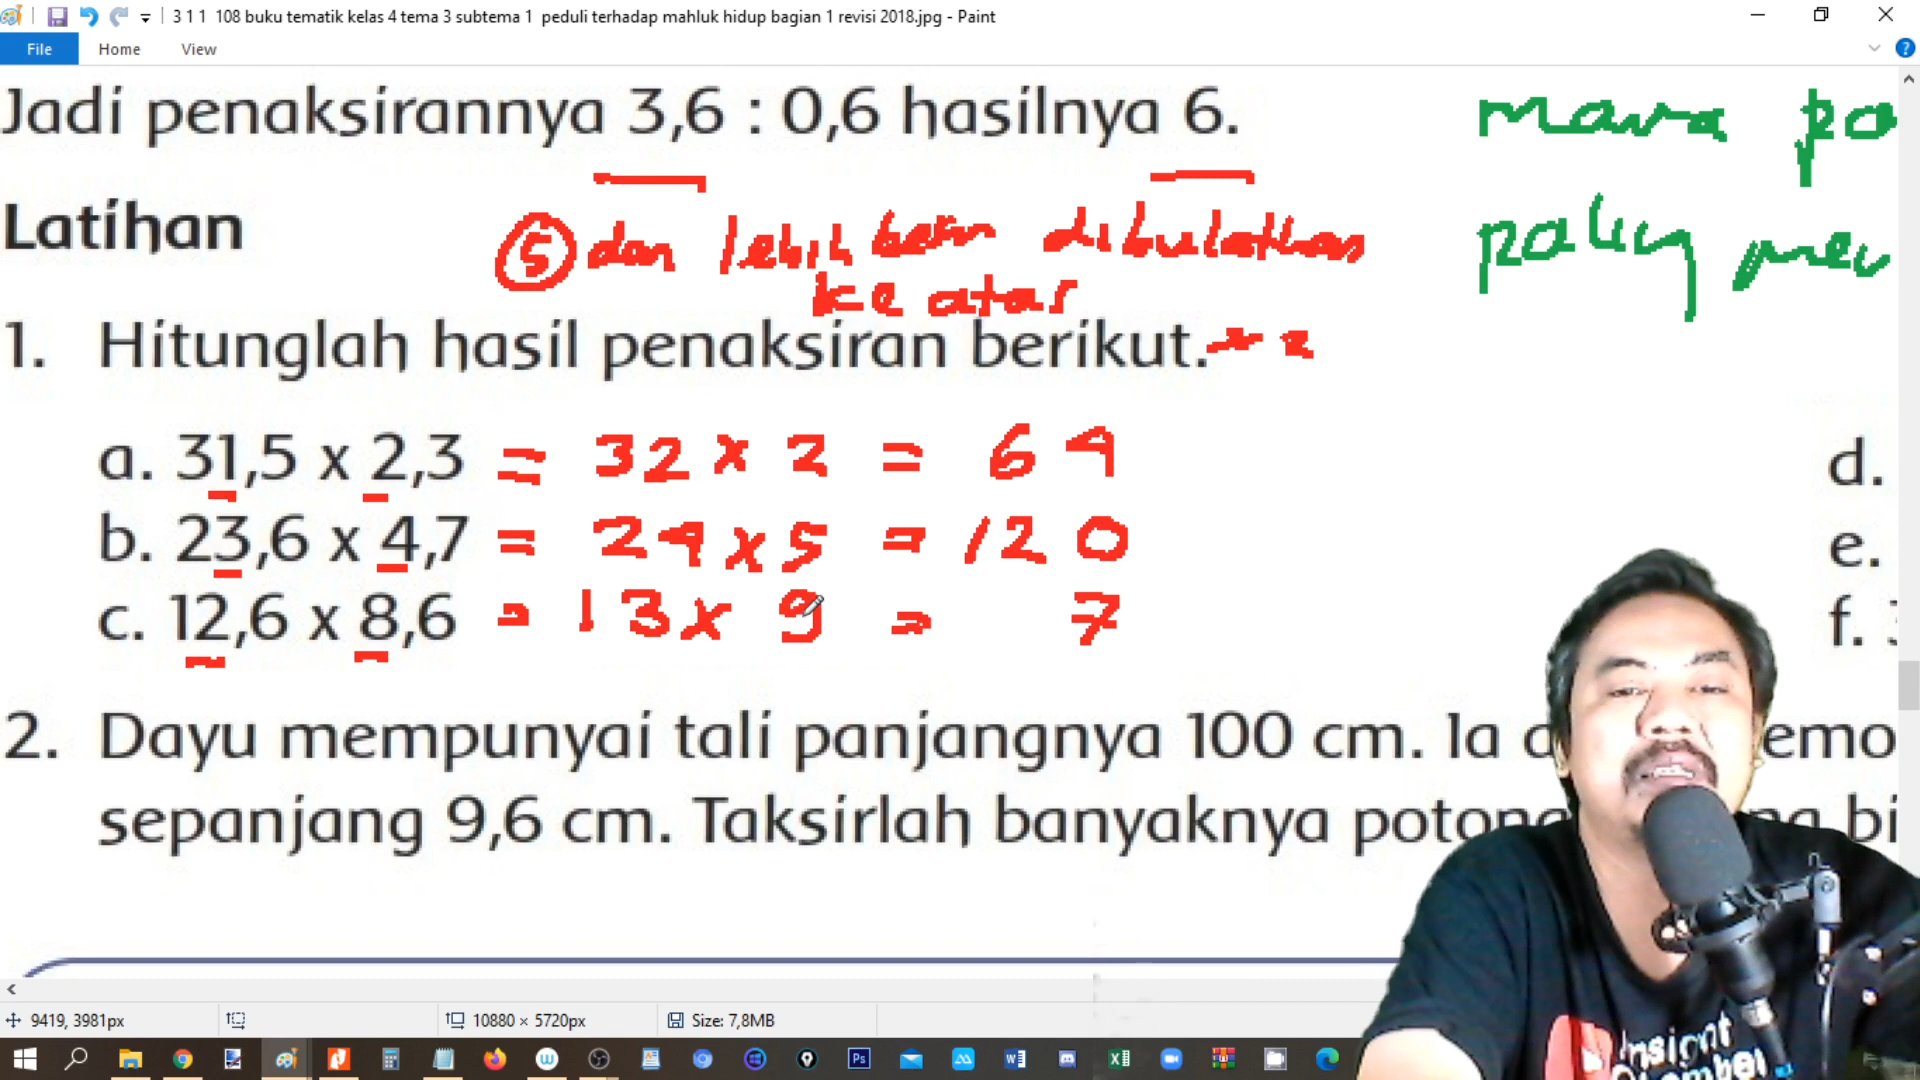 3 1 1 108 buku tematik kelas 4 tema 3 subtema 1 peduli terhadap mahluk hidup bagian 1 revisi 2018.jpg - Paint
File Home View
Jadi penaksirannya 3,6 : 0,6 hasilnya 6.
mana
Latihan
5 dan lebih besar dibulatkan
ke atas
1. Hitunglah hasil penaksiran berikut.
a. 31,5 x 2,3 = 32 x 2 = 64
d.
b. 23,6 x 4,7 = 24 x 5 = 120
e.
c. 12,6 x 8,6 = 13 x 9 = 7
f.
2. Dayu mempunyai tali panjangnya 100 cm. Ia
sepanjang 9,6 cm. Taksirlah banyaknya
9419, 3981px
10880 × 5720px
Size: 7,8MB
Insight